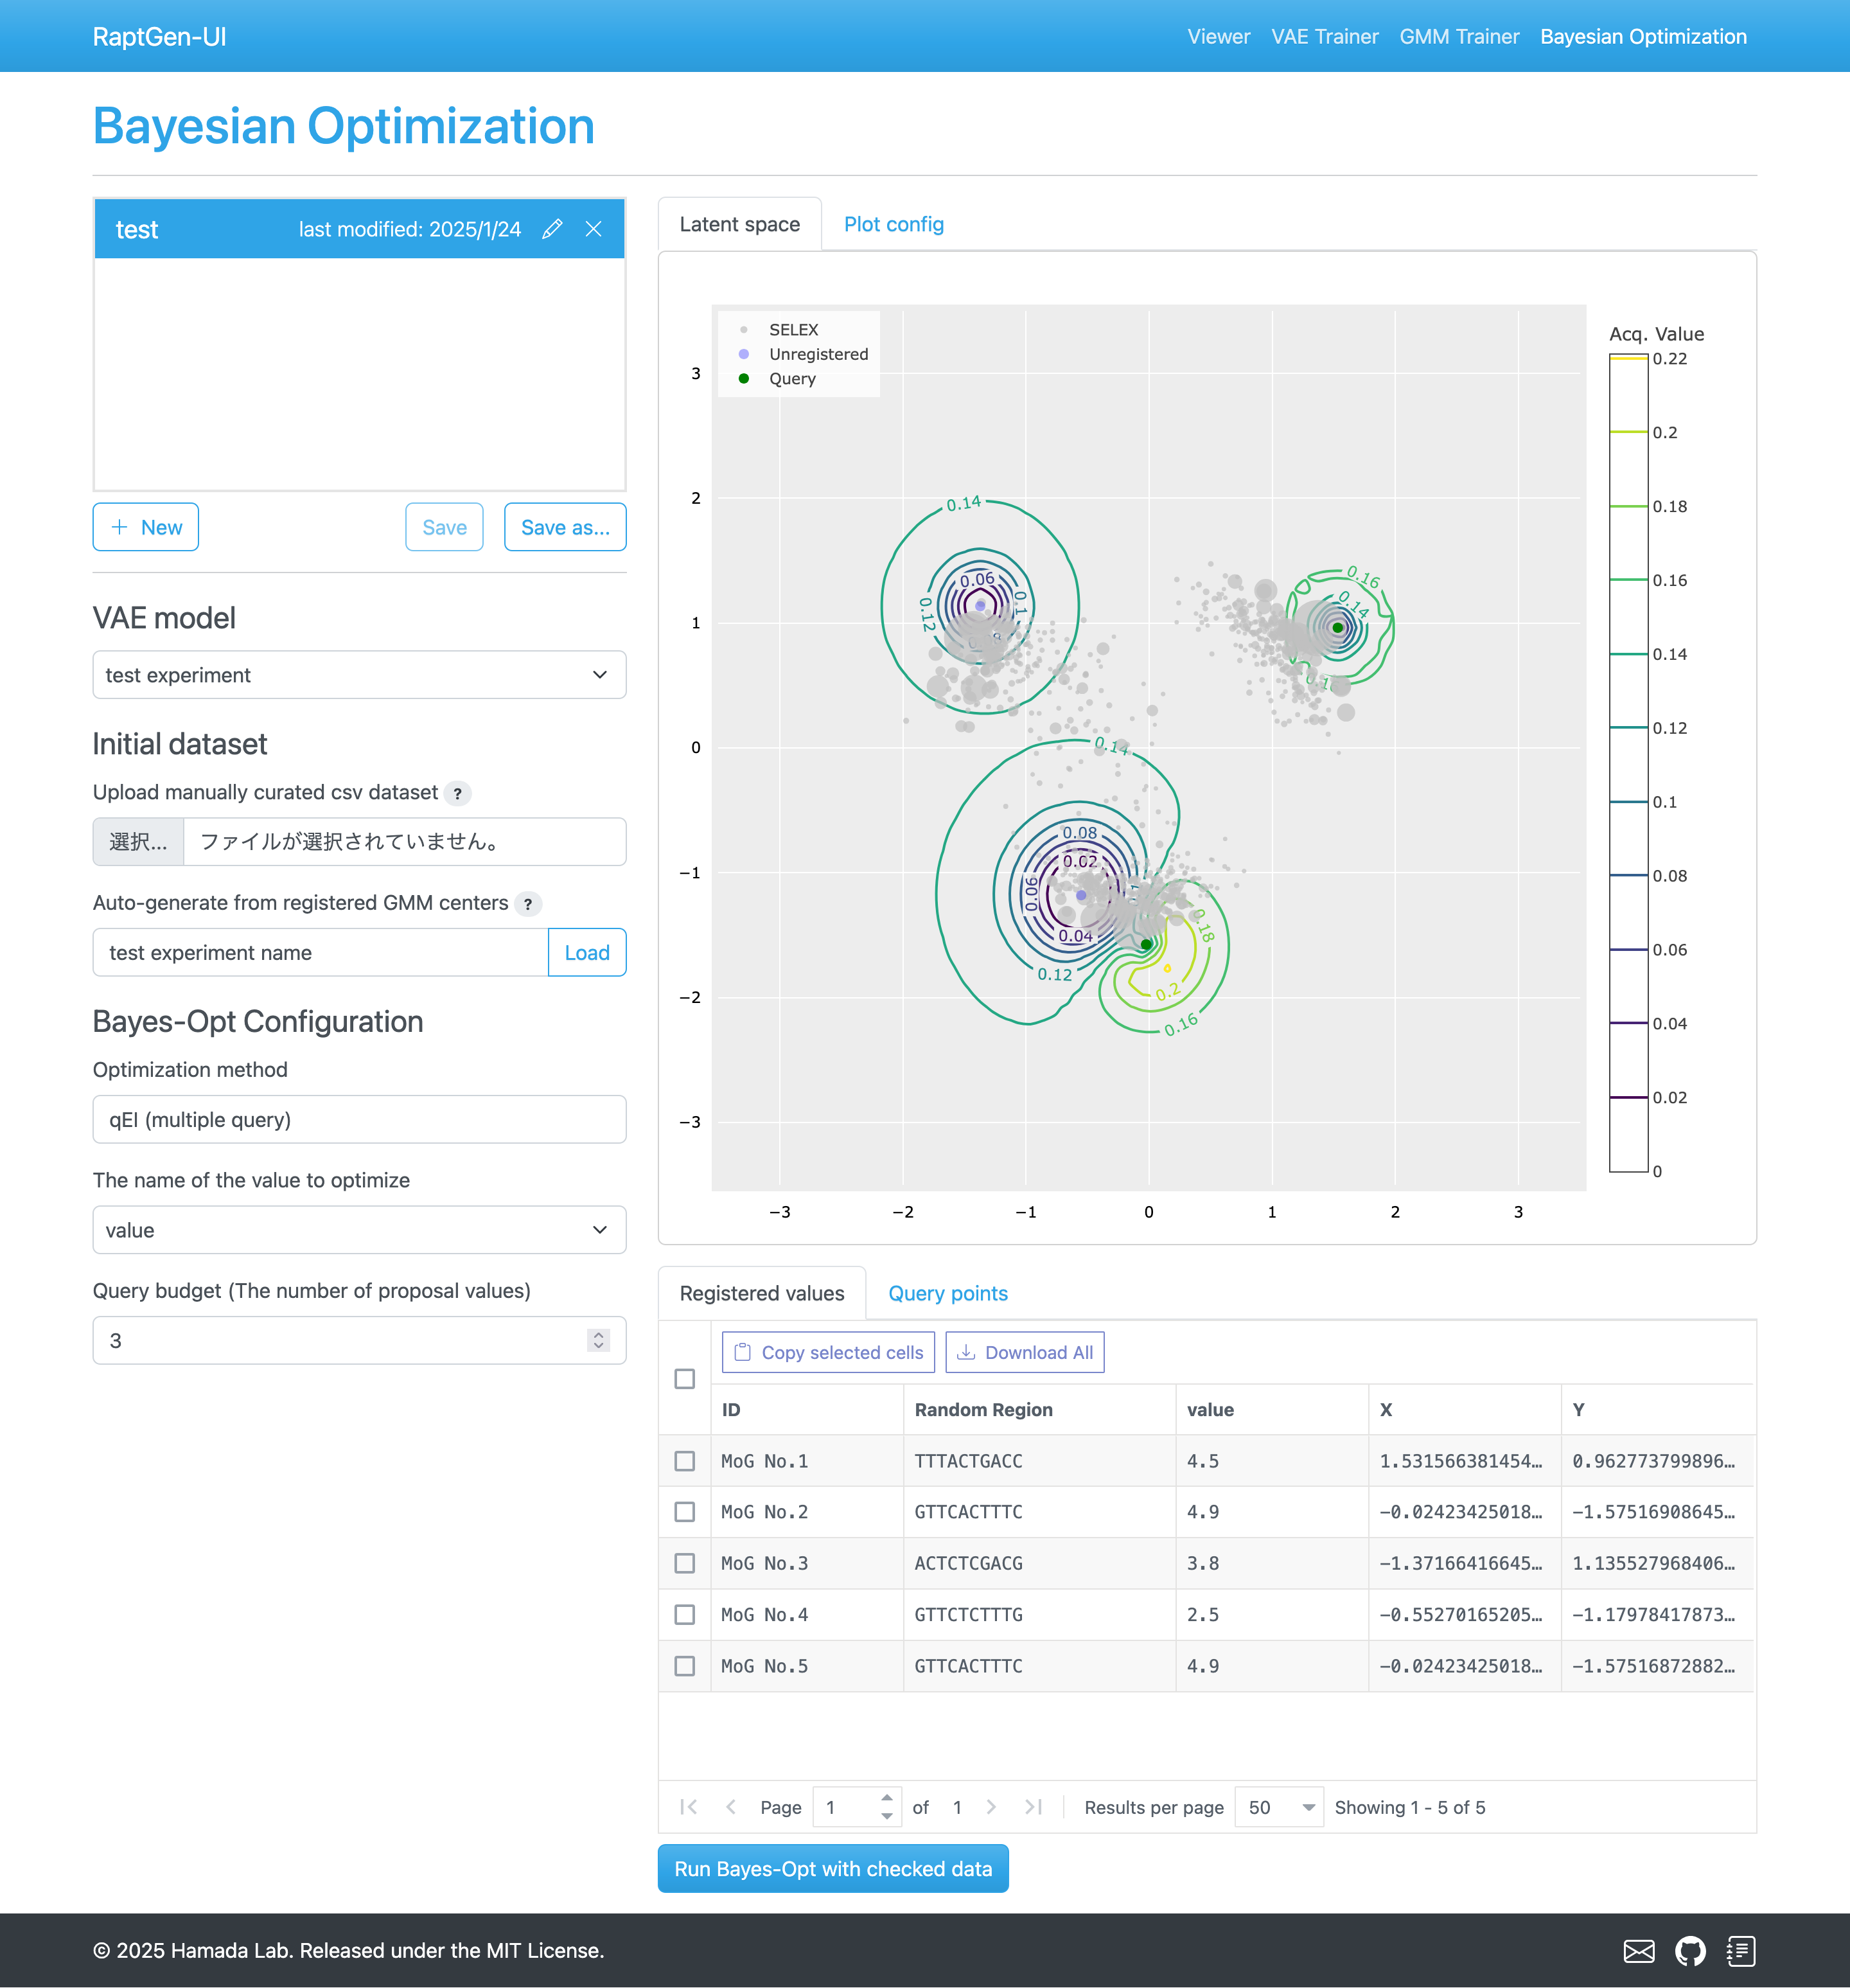 RaptGen-UI
Viewer VAE Trainer GMM Trainer Bayesian Optimization
Bayesian Optimization
test last modified: 2025/1/24
New Save Save as...
VAE model
test experiment
Initial dataset
Upload manually curated csv dataset ?
選択... ファイルが選択されていません。
Auto-generate from registered GMM centers ?
test experiment name Load
Bayes-Opt Configuration
Optimization method
qEI (multiple query)
The name of the value to optimize
value
Query budget (The number of proposal values)
3
Latent space Plot config
SELEX
Unregistered
Query
3
2
1
0
−1
−2
−3
−3 −2 −1 0 1 2 3
0.14
0.06
0.12
0.16
0.14
0.14
0.08
0.02
0.06
0.04
0.12
0.18
0.2
0.16
Acq. Value
0.22
0.2
0.18
0.16
0.14
0.12
0.1
0.08
0.06
0.04
0.02
0
Registered values Query points
Copy selected cells Download All
ID Random Region value X Y
MoG No.1 TTTACTGACC 4.5 1.531566381454… 0.962773799896…
MoG No.2 GTTCACTTTC 4.9 −0.02423425018… −1.57516908645…
MoG No.3 ACTCTCGACG 3.8 −1.37166416645… 1.135527968406…
MoG No.4 GTTCTCTTTG 2.5 −0.55270165205… −1.17978417873…
MoG No.5 GTTCACTTTC 4.9 −0.02423425018… −1.57516872882…
Page 1 of 1 Results per page 50 Showing 1 - 5 of 5
Run Bayes-Opt with checked data
© 2025 Hamada Lab. Released under the MIT License.